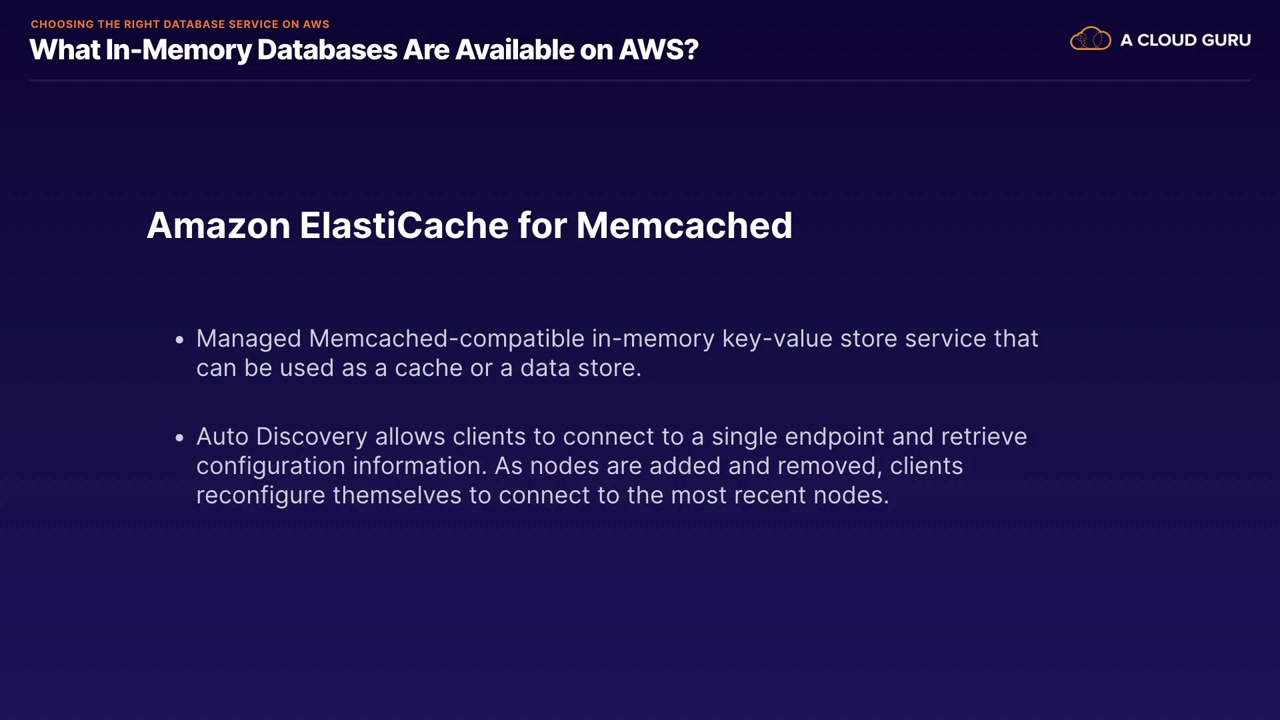 CHOOSING THE RIGHT DATABASE SERVICE ON AWS
What In-Memory Databases Are Available on AWS?
A CLOUD GURU
Amazon ElastiCache for Memcached
• Managed Memcached-compatible in-memory key-value store service that
can be used as a cache or a data store.
• Auto Discovery allows clients to connect to a single endpoint and retrieve
configuration information. As nodes are added and removed, clients
reconfigure themselves to connect to the most recent nodes.